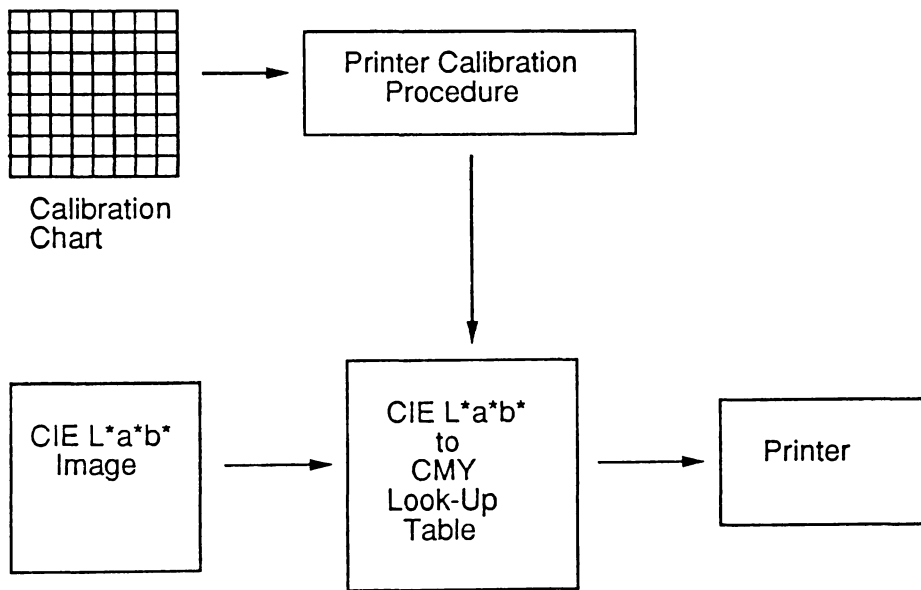 Printer Calibration
Procedure
Calibration
Chart
CIE L*a*b*
Image
CIE L*a*b*
to
CMY
Look-Up
Table
Printer